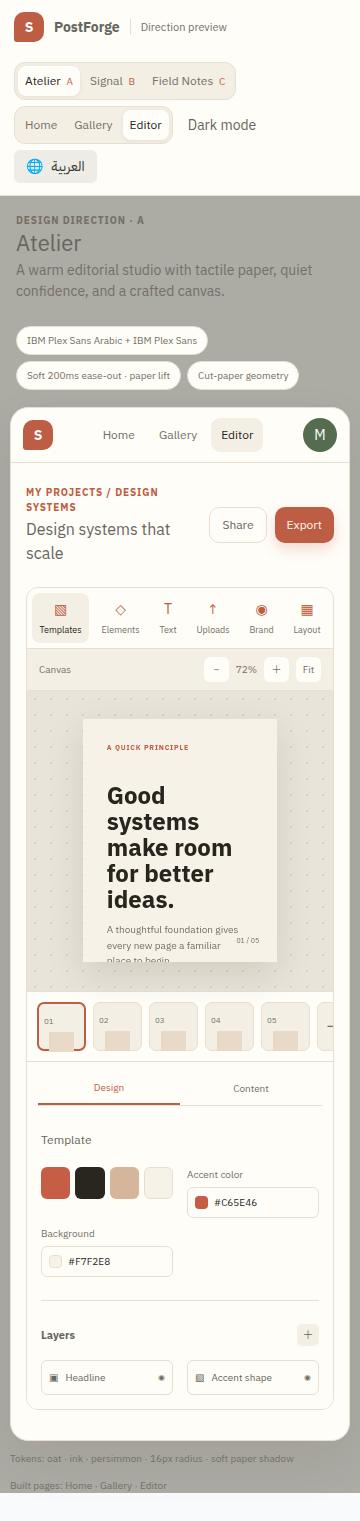 S PostForge Direction preview
Atelier A Signal B Field Notes C
Home Gallery Editor Dark mode
العربية
DESIGN DIRECTION · A
Atelier
A warm editorial studio with tactile paper, quiet
confidence, and a crafted canvas.
IBM Plex Sans Arabic + IBM Plex Sans
Soft 200ms ease-out · paper lift Cut-paper geometry
S Home Gallery Editor M
MY PROJECTS / DESIGN
SYSTEMS
Design systems that
scale
Share Export
T
Templates Elements Text Uploads Brand Layout
Canvas − 72% + Fit
A QUICK PRINCIPLE
Good
systems
make room
for better
ideas.
A thoughtful foundation gives
every new page a familiar
place to begin.
01 / 05
01 02 03 04 05
Design Content
Template
Accent color
#C65E46
Background
#F7F2E8
Layers +
Headline Accent shape
Tokens: oat · ink · persimmon · 16px radius · soft paper shadow
Built pages: Home · Gallery · Editor